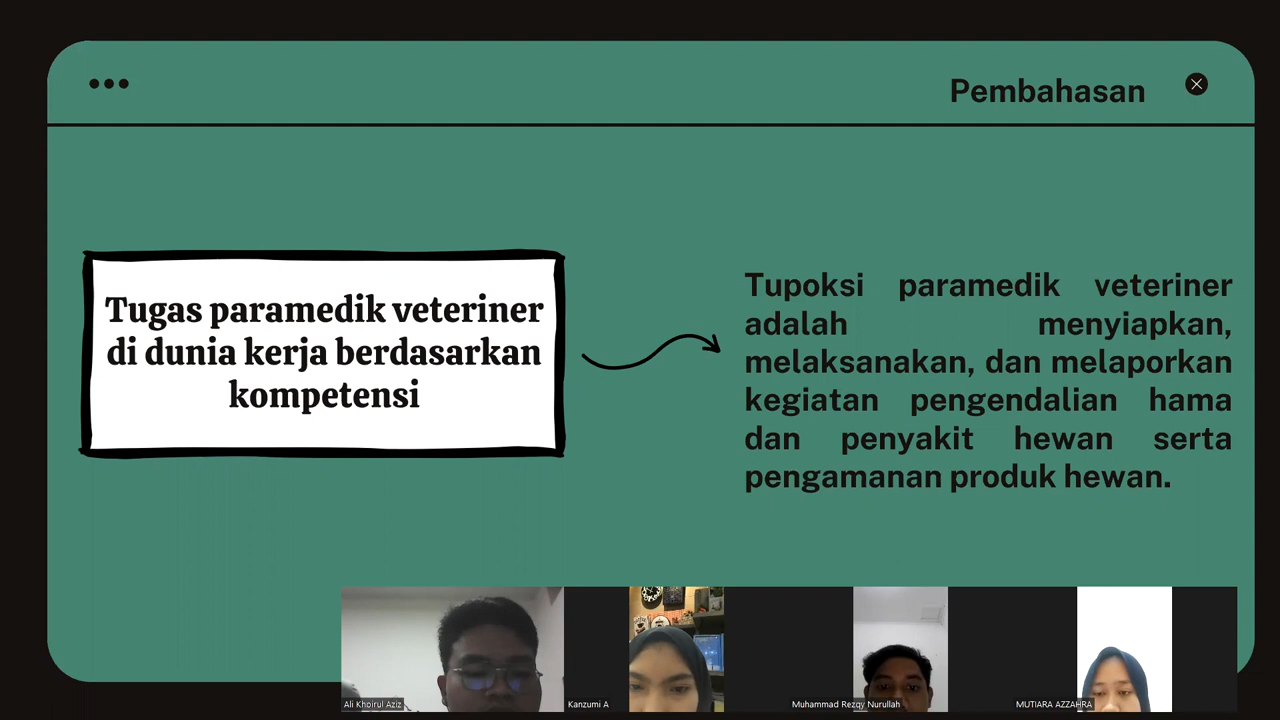 Pembahasan
Tugas paramedik veteriner
di dunia kerja berdasarkan
kompetensi
Tupoksi paramedik veteriner
adalah menyiapkan,
melaksanakan, dan melaporkan
kegiatan pengendalian hama
dan penyakit hewan serta
pengamanan produk hewan.
Ali Khoirul Aziz
Kanzumi A
Muhammad Rezqy Nurullah
MUTIARA AZZAHRA